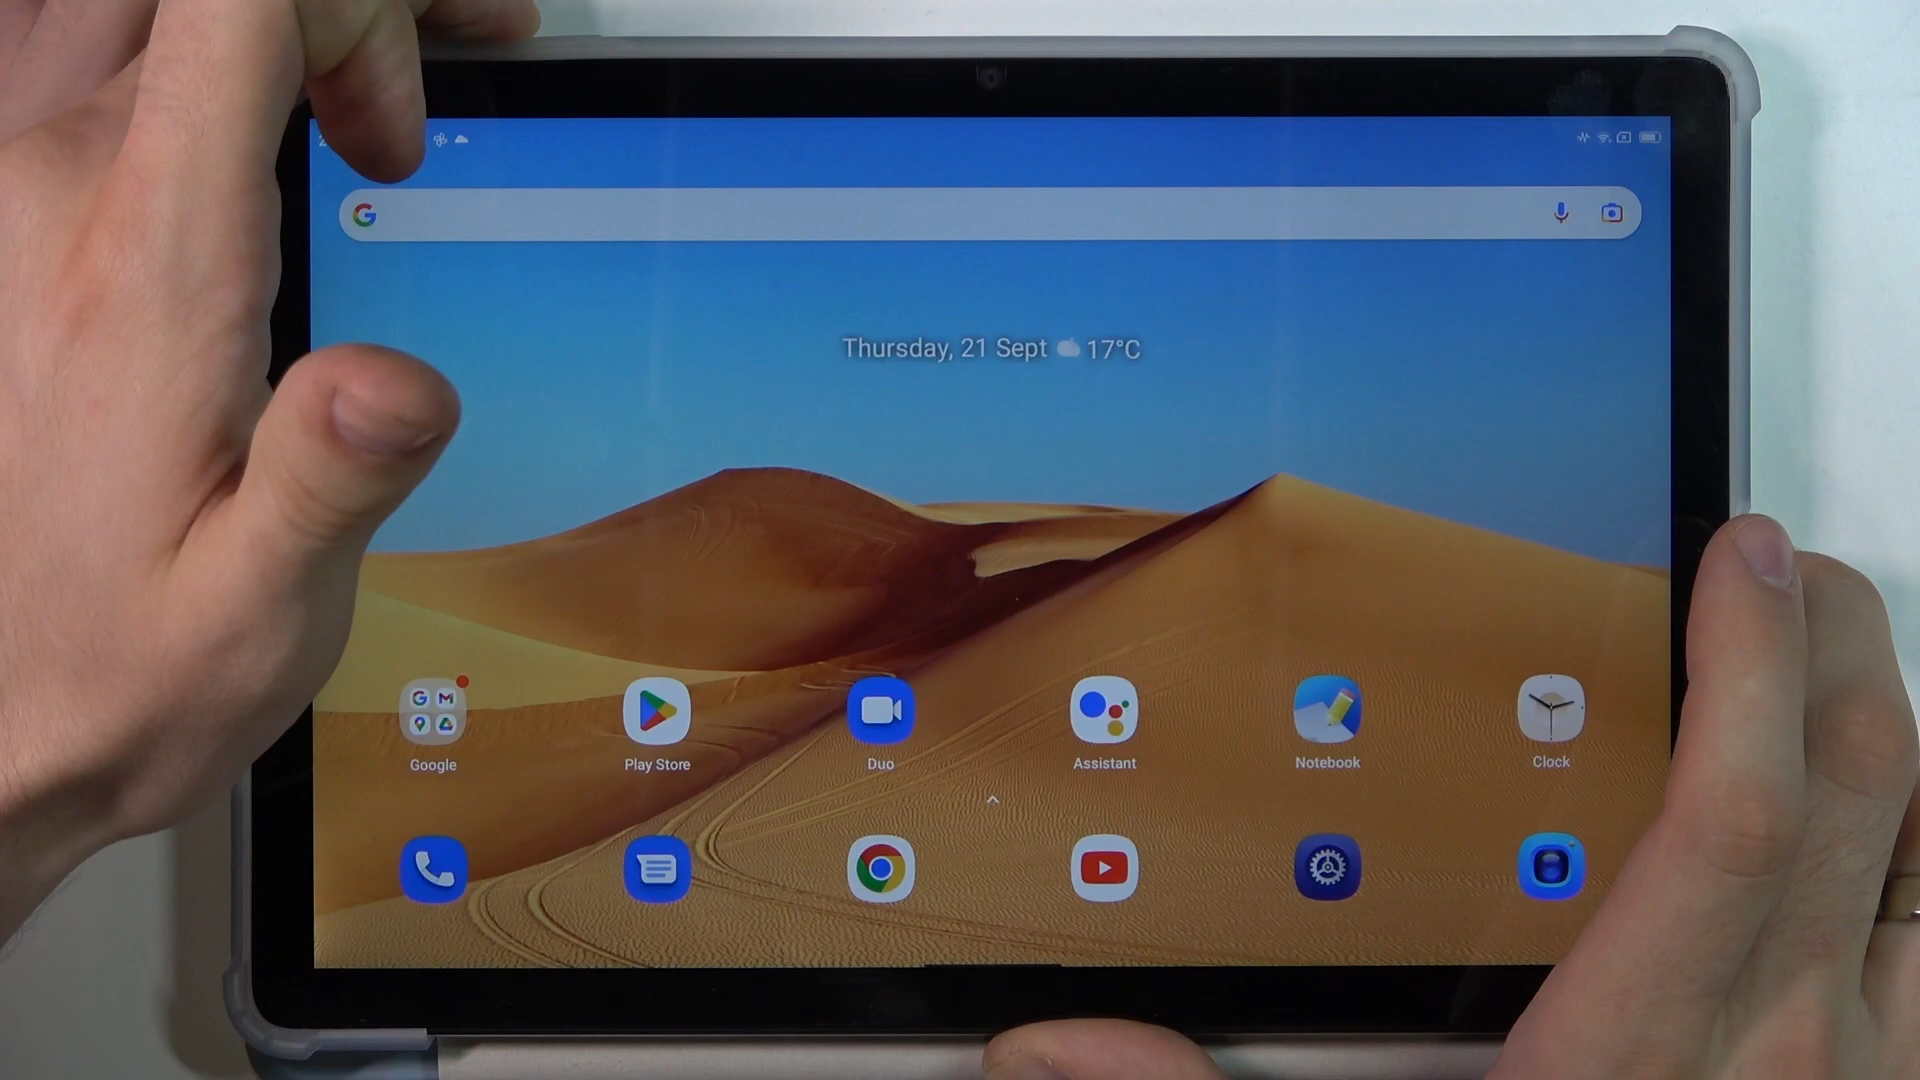 Thursday, 21 Sept 17°C
Google
Play Store
Duo
Assistant
Notebook
Clock